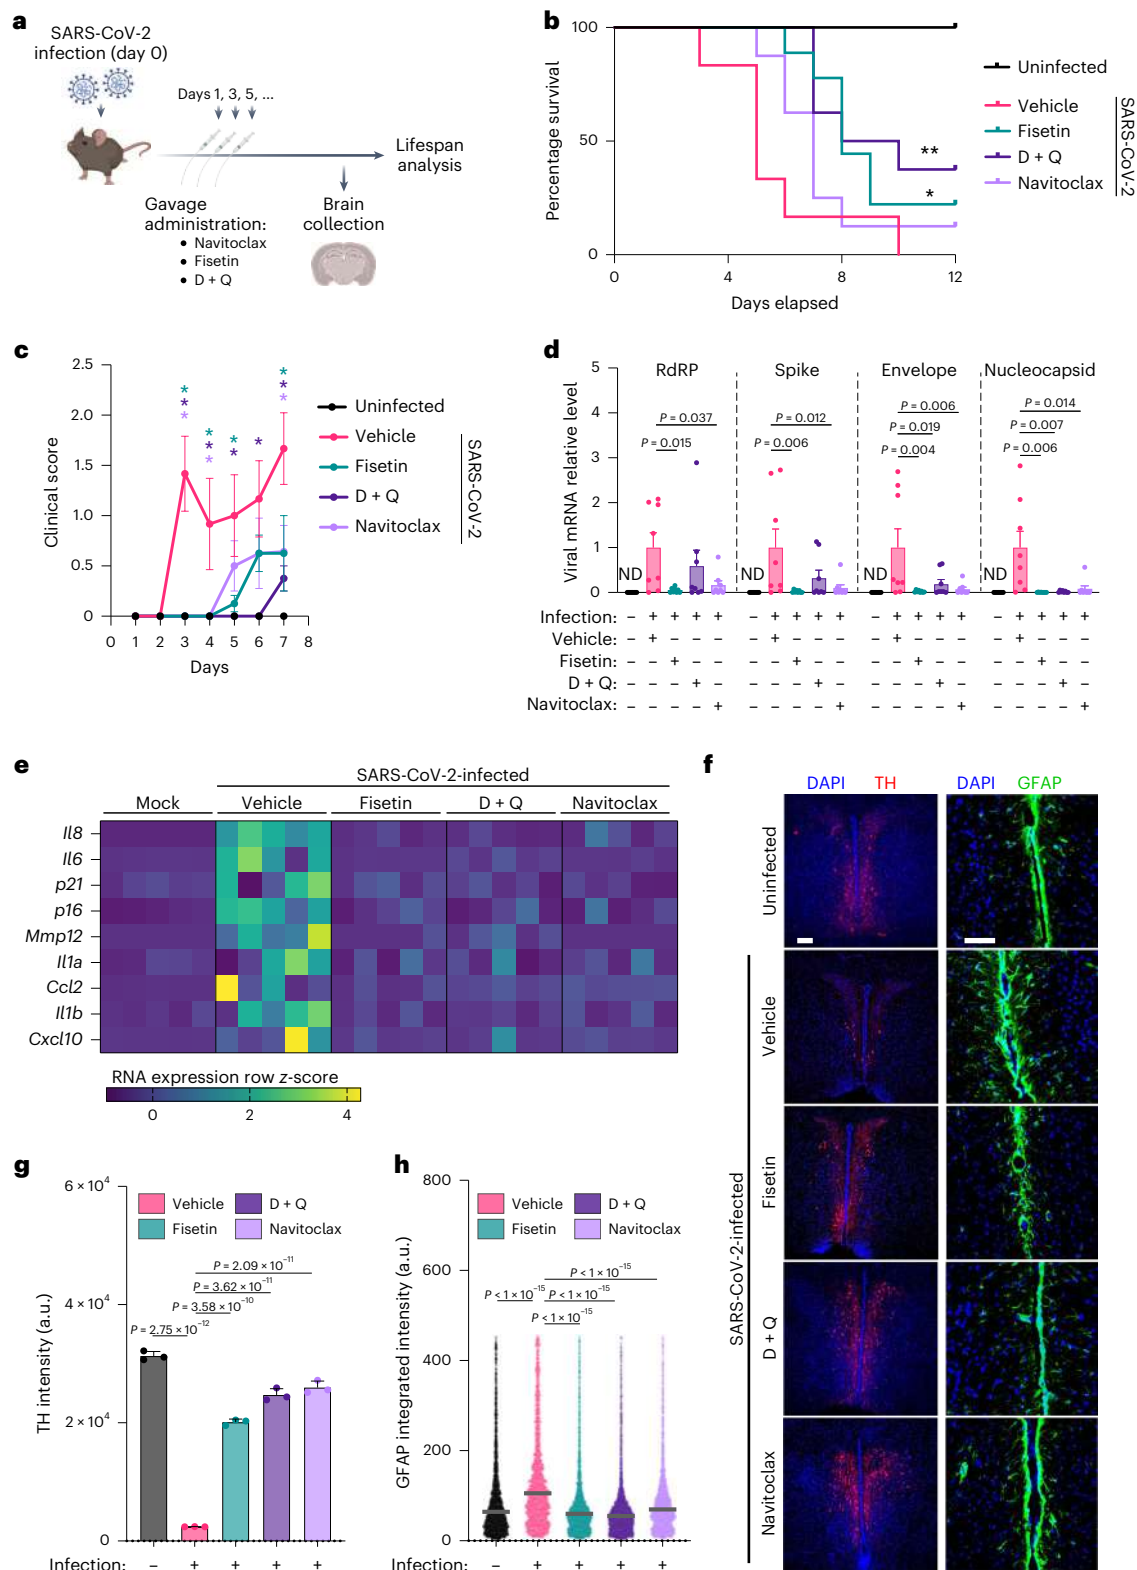 a
SARS-CoV-2
infection (day 0)
Days 1, 3, 5, ...
Lifespan
analysis
Gavage
administration:
• Navitoclax
• Fisetin
• D + Q
Brain
collection
b
Percentage survival
100
50
0
0 4 8 12
Days elapsed
**
*
Uninfected
Vehicle
Fisetin
D + Q
Navitoclax
SARS-CoV-2
c
Clinical score
2.5
2.0
1.5
1.0
0.5
0
0 1 2 3 4 5 6 7 8
Days
* * * *
* * * *
* * *
Uninfected
Vehicle
Fisetin
D + Q
Navitoclax
SARS-CoV-2
d
Viral mRNA relative level
5
4
3
2
1
0
RdRP Spike Envelope Nucleocapsid
P = 0.037
P = 0.015
P = 0.012
P = 0.006
P = 0.006
P = 0.019
P = 0.004
P = 0.014
P = 0.007
P = 0.006
ND ND ND ND
Infection: – + + + + – + + + + – + + + + – + + + +
Vehicle: – + – – – – + – – – – + – – – – + – – –
Fisetin: – – + – – – – + – – – – + – – – – + – –
D + Q: – – – + – – – – + – – – – + – – – – + –
Navitoclax: – – – – + – – – – + – – – – + – – – – +
e
SARS-CoV-2-infected
Mock Vehicle Fisetin D + Q Navitoclax
Il8
Il6
p21
p16
Mmp12
Il1a
Ccl2
Il1b
Cxcl10
RNA expression row z-score
0 2 4
f
DAPI TH DAPI GFAP
Uninfected
Vehicle
Fisetin
D + Q
Navitoclax
SARS-CoV-2-infected
g
TH intensity (a.u.)
6 × 10⁴
4 × 10⁴
2 × 10⁴
0
Vehicle D + Q
Fisetin Navitoclax
P = 2.09 × 10⁻¹¹
P = 3.62 × 10⁻¹¹
P = 3.58 × 10⁻¹⁰
P = 2.75 × 10⁻¹²
Infection: – + + + +
h
GFAP integrated intensity (a.u.)
800
600
400
200
0
Vehicle D + Q
Fisetin Navitoclax
P < 1 × 10⁻¹⁵
P < 1 × 10⁻¹⁵ P < 1 × 10⁻¹⁵
P < 1 × 10⁻¹⁵
Infection: – + + + +